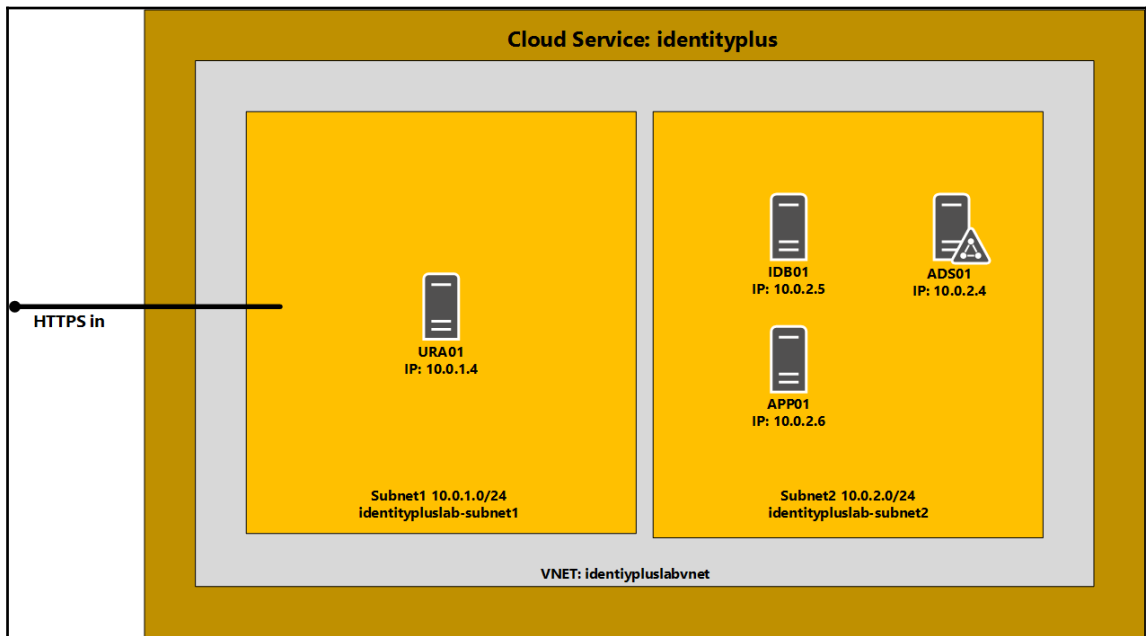 Cloud Service: identityplus
HTTPS in
URA01
IP: 10.0.1.4
Subnet1 10.0.1.0/24
identitypluslab-subnet1
IDB01
IP: 10.0.2.5
ADS01
IP: 10.0.2.4
APP01
IP: 10.0.2.6
Subnet2 10.0.2.0/24
identitypluslab-subnet2
VNET: identiypluslabvnet